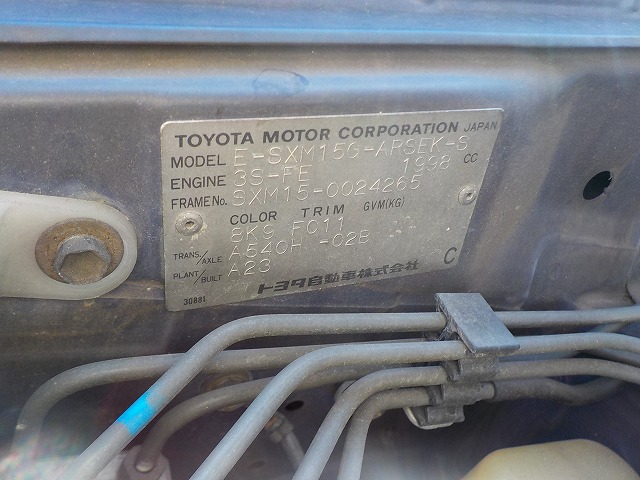 TOYOTA MOTOR CORPORATION JAPAN
MODEL E-SXM15G-APSEK-S
ENGINE 3S-FE 1998 CC
FRAME No. SXM15-0024265
COLOR TRIM GVM(KG)
8K9 FC11
TRANS./AXLE A540H -02B
PLANT/BUILT A23
C
30881 トヨタ自動車株式会社